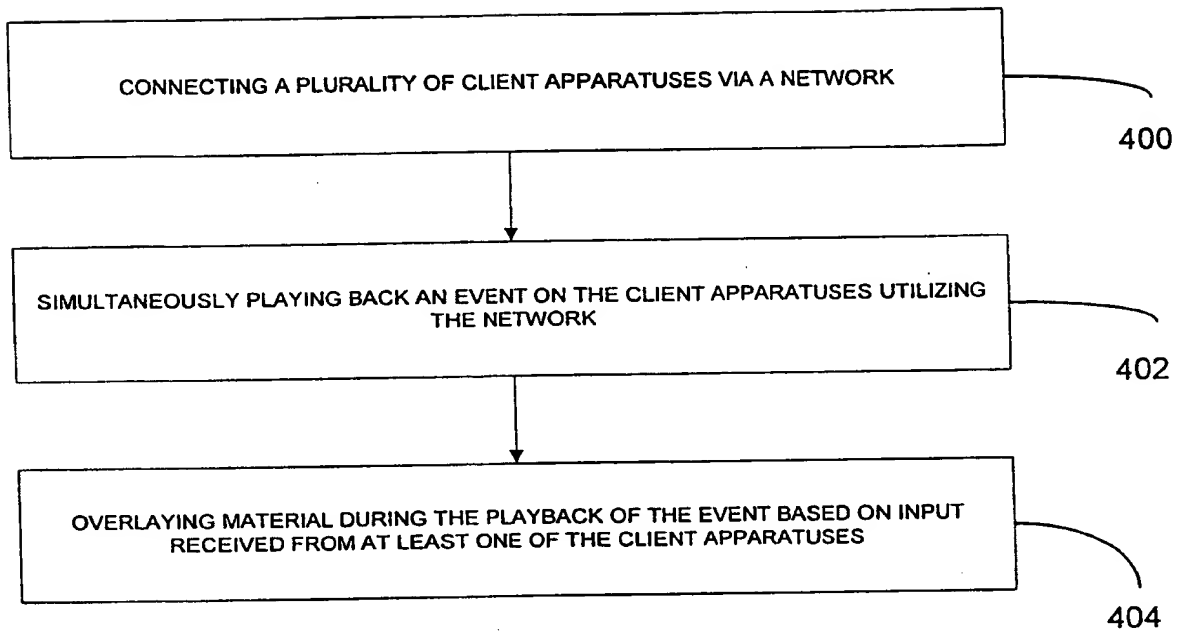 CONNECTING A PLURALITY OF CLIENT APPARATUSES VIA A NETWORK
400
SIMULTANEOUSLY PLAYING BACK AN EVENT ON THE CLIENT APPARATUSES UTILIZING
THE NETWORK
402
OVERLAYING MATERIAL DURING THE PLAYBACK OF THE EVENT BASED ON INPUT
RECEIVED FROM AT LEAST ONE OF THE CLIENT APPARATUSES
404